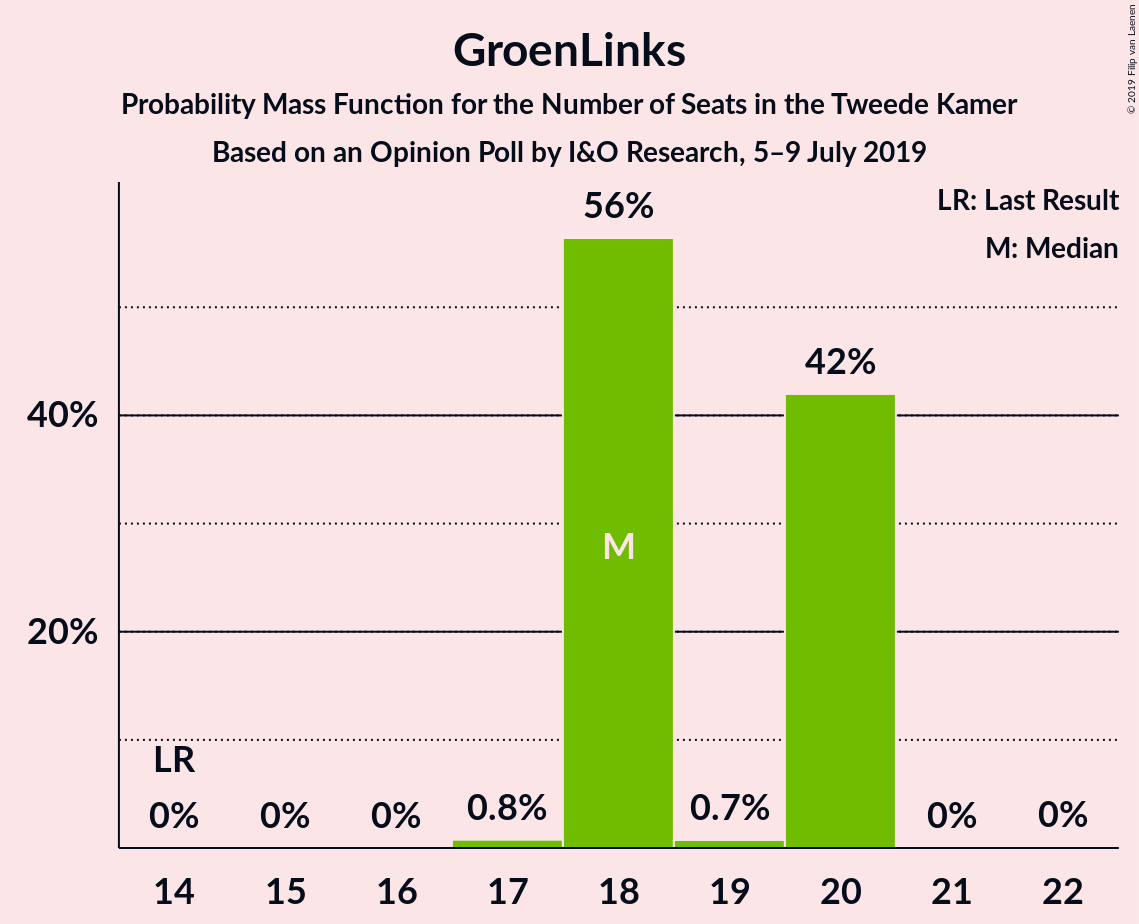 GroenLinks
Probability Mass Function for the Number of Seats in the Tweede Kamer
Based on an Opinion Poll by I&O Research, 5–9 July 2019
© 2019 Filip van Laenen
LR: Last Result
M: Median
56%
42%
40%
M
20%
LR
0%
0%
0%
0.8%
0.7%
0%
0%
14 15 16 17 18 19 20 21 22